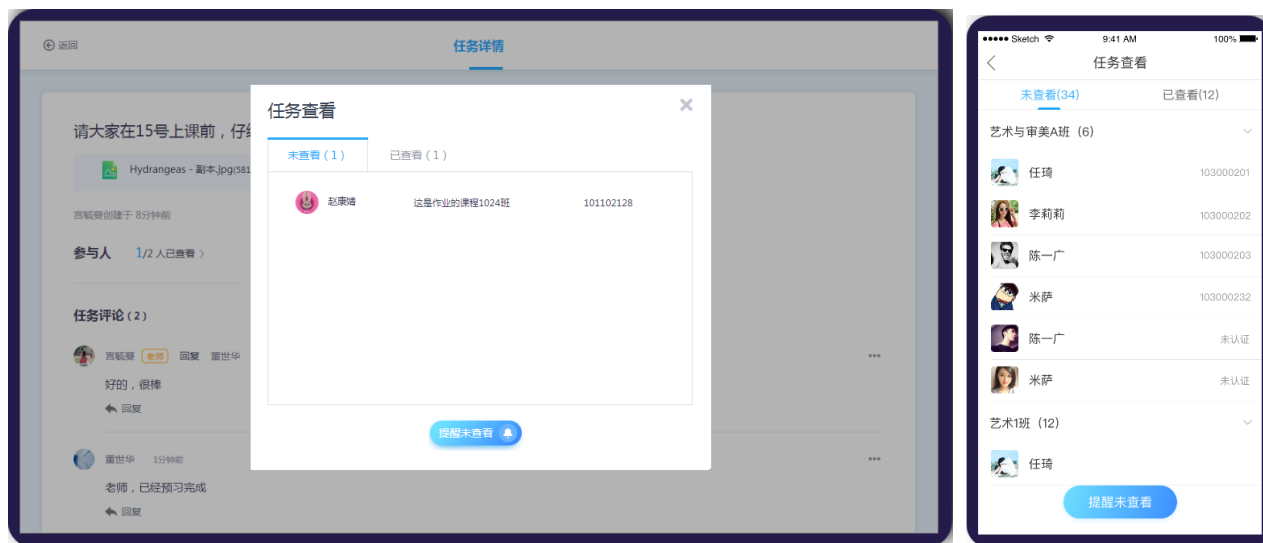 返回
任务详情
请大家在15号上课前，仔
Hydrangeas - 副本.jpg(581
宫毓曼创建于 8分钟前
参与人 1/2 人已查看 >
任务评论 (2)
宫毓曼 老师 回复 董世华
好的，很棒
回复
董世华 1分钟前
老师，已经预习完成
回复
任务查看
未查看 (1) 已查看 (1)
赵康婧 这是作业的课程1024班 101102128
提醒未查看
Sketch 9:41 AM 100%
任务查看
未查看(34) 已查看(12)
艺术与审美A班 (6)
任琦 103000201
李莉莉 103000202
陈一广 103000203
米萨 103000232
陈一广 未认证
米萨 未认证
艺术1班 (12)
任琦
提醒未查看